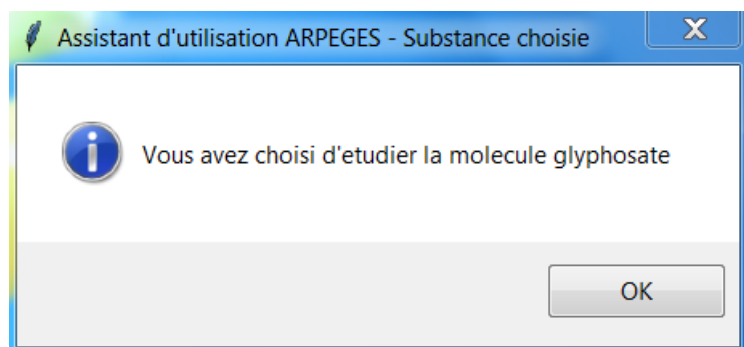 Assistant d'utilisation ARPEGES - Substance choisie
Vous avez choisi d'etudier la molecule glyphosate
OK